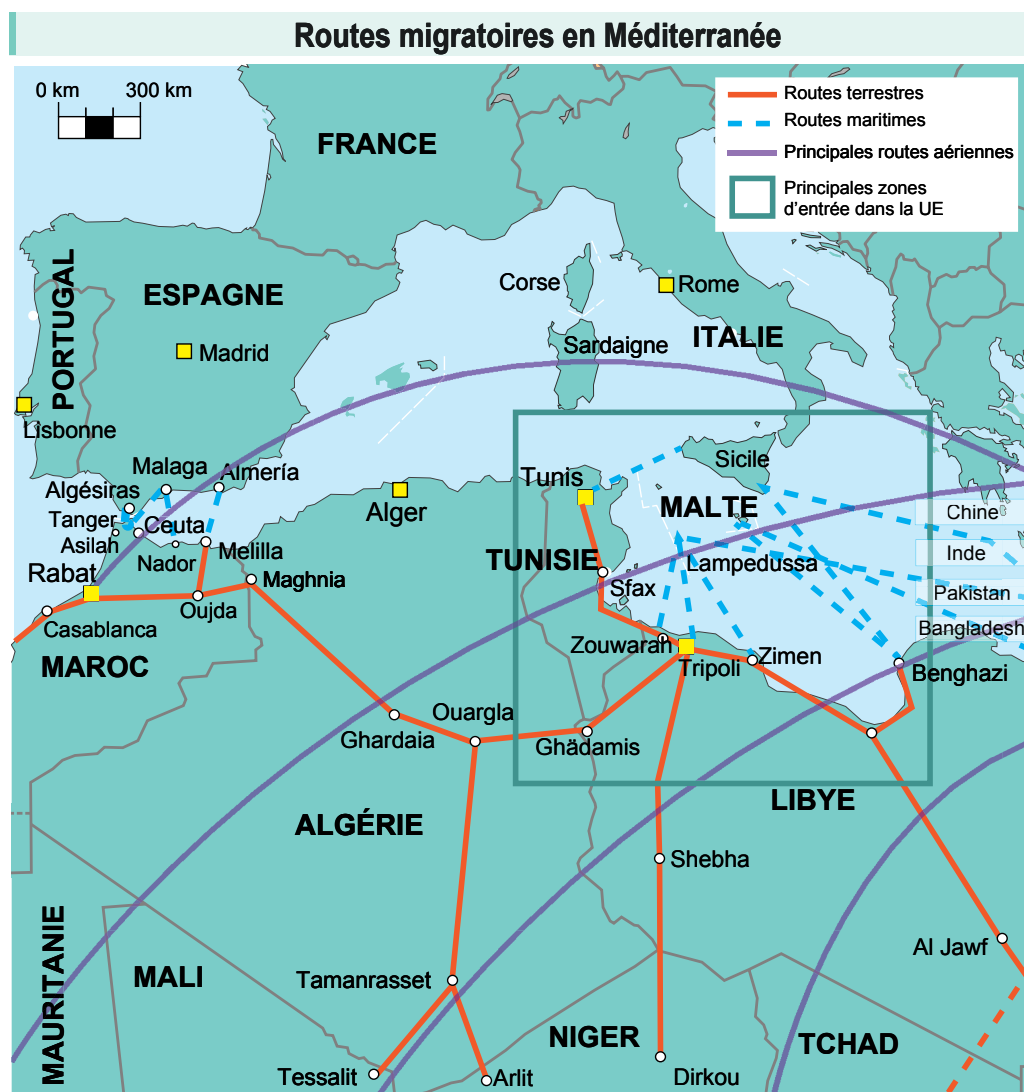 Routes migratoires en Méditerranée
0 km 300 km
Routes terrestres
Routes maritimes
Principales routes aériennes
Principales zones
d'entrée dans la UE
FRANCE
PORTUGAL
ESPAGNE
Corse
Rome
ITALIE
Madrid
Sardaigne
Lisbonne
Malaga
Almería
Algésiras
Tanger
Ceuta
Asilah
Nador
Melilla
Rabat
Maghnia
Oujda
Casablanca
MAROC
Alger
Tunis
Sicile
MALTE
TUNISIE
Lampedussa
Sfax
Chine
Inde
Pakistan
Bangladesh
Zouwarah
Tripoli
Zimen
Benghazi
Ouargla
Ghardaia
Ghädamis
LIBYE
ALGÉRIE
Shebha
Al Jawf
MAURITANIE
MALI
Tamanrasset
NIGER
TCHAD
Tessalit
Arlit
Dirkou